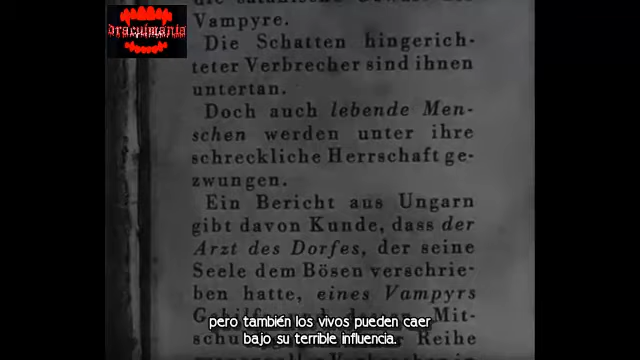 draculmania
Vampyre.
Die Schatten hingerich-
teter Verbrecher sind ihnen
untertan.
Doch auch lebende Men-
schen werden unter ihre
schreckliche Herrschaft ge-
zwungen.
Ein Bericht aus Ungarn
gibt davon Kunde, dass der
Arzt des Dorfes, der seine
Seele dem Bösen verschrie-
ben hatte, eines Vampyrs
Mit-
pero también los vivos pueden caer
schu
Reihe
bajo su terrible influencia.